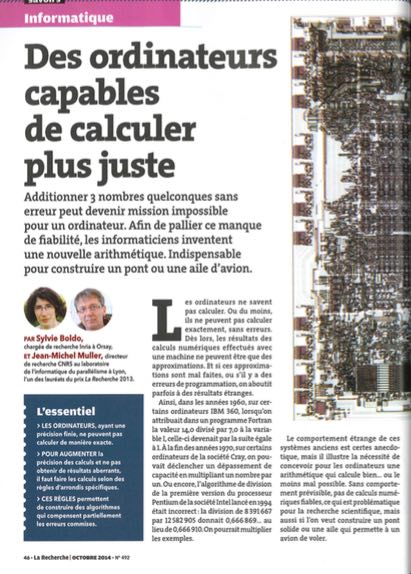 savoirs
Informatique
Des ordinateurs
capables
de calculer
plus juste
Additionner 3 nombres quelconques sans
erreur peut devenir mission impossible
pour un ordinateur. Afin de pallier ce manque
de fiabilité, les informaticiens inventent
une nouvelle arithmétique. Indispensable
pour construire un pont ou une aile d'avion.
PAR Sylvie Boldo,
chargée de recherche Inria à Orsay,
ET Jean-Michel Muller, directeur
de recherche CNRS au laboratoire
de l'informatique du parallélisme à Lyon,
l'un des lauréats du prix La Recherche 2013.
L'essentiel
> LES ORDINATEURS, ayant une
précision finie, ne peuvent pas
calculer de manière exacte.
> POUR AUGMENTER la
précision des calculs et ne pas
obtenir de résultats aberrants,
il faut faire les calculs selon des
règles d'arrondis spécifiques.
> CES RÈGLES permettent
de construire des algorithmes
qui compensent partiellement
les erreurs commises.
Les ordinateurs ne savent
pas calculer. Ou du moins,
ils ne peuvent pas calculer
exactement, sans erreurs.
Dès lors, les résultats des
calculs numériques effectués avec
une machine ne peuvent être que des
approximations. Et si ces approximations
sont mal faites, ou s'il y a des
erreurs de programmation, on aboutit
parfois à des résultats étranges.
Ainsi, dans les années 1960, sur certains
ordinateurs IBM 360, lorsqu'on
attribuait dans un programme Fortran
la valeur 14,0 divisé par 7,0 à la variable
I, celle-ci devenait par la suite égale
à 1. À la fin des années 1970, sur certains
ordinateurs de la société Cray, on pouvait
déclencher un dépassement de
capacité en multipliant un nombre par
un. Ou encore, l'algorithme de division
de la première version du processeur
Pentium de la société Intel lancé en 1994
était incorrect : la division de 8 391 667
par 12 582 905 donnait 0,666 869... au
lieu de 0,666 910. On pourrait multiplier
les exemples.
Le comportement étrange de ces
systèmes anciens est certes anecdotique,
mais il illustre la nécessité de
concevoir pour les ordinateurs une
arithmétique qui calcule bien... ou le
moins mal possible. Sans comportement
prévisible, pas de calculs numériques
fiables, ce qui est problématique
pour la recherche scientifique, mais
aussi si l'on veut construire un pont
solide ou une aile qui permette à un
avion de voler.
46 • La Recherche | OCTOBRE 2014 • Nº 492